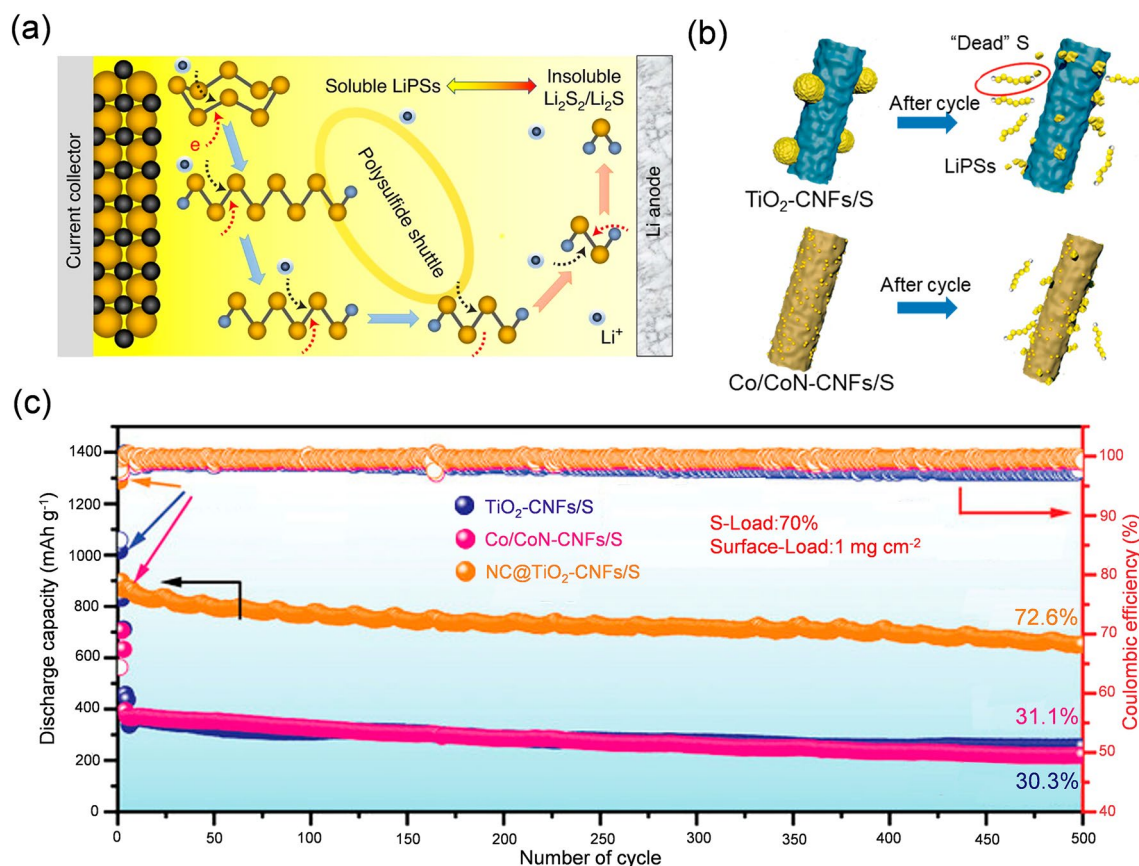 (a)
Current collector
e
Soluble LiPSs
Insoluble
Li2S2/Li2S
Polysulfide shuttle
Li+
Li anode
(b)
"Dead" S
After cycle
LiPSs
TiO2-CNFs/S
After cycle
Co/CoN-CNFs/S
(c)
Discharge capacity (mAh g-1)
1400
1200
1000
800
600
400
200
0
TiO2-CNFs/S
Co/CoN-CNFs/S
NC@TiO2-CNFs/S
S-Load:70%
Surface-Load:1 mg cm-2
72.6%
31.1%
30.3%
100
90
80
70
60
50
40
Coulombic efficiency (%)
0 50 100 150 200 225 250 300 350 400 450 500
Number of cycle